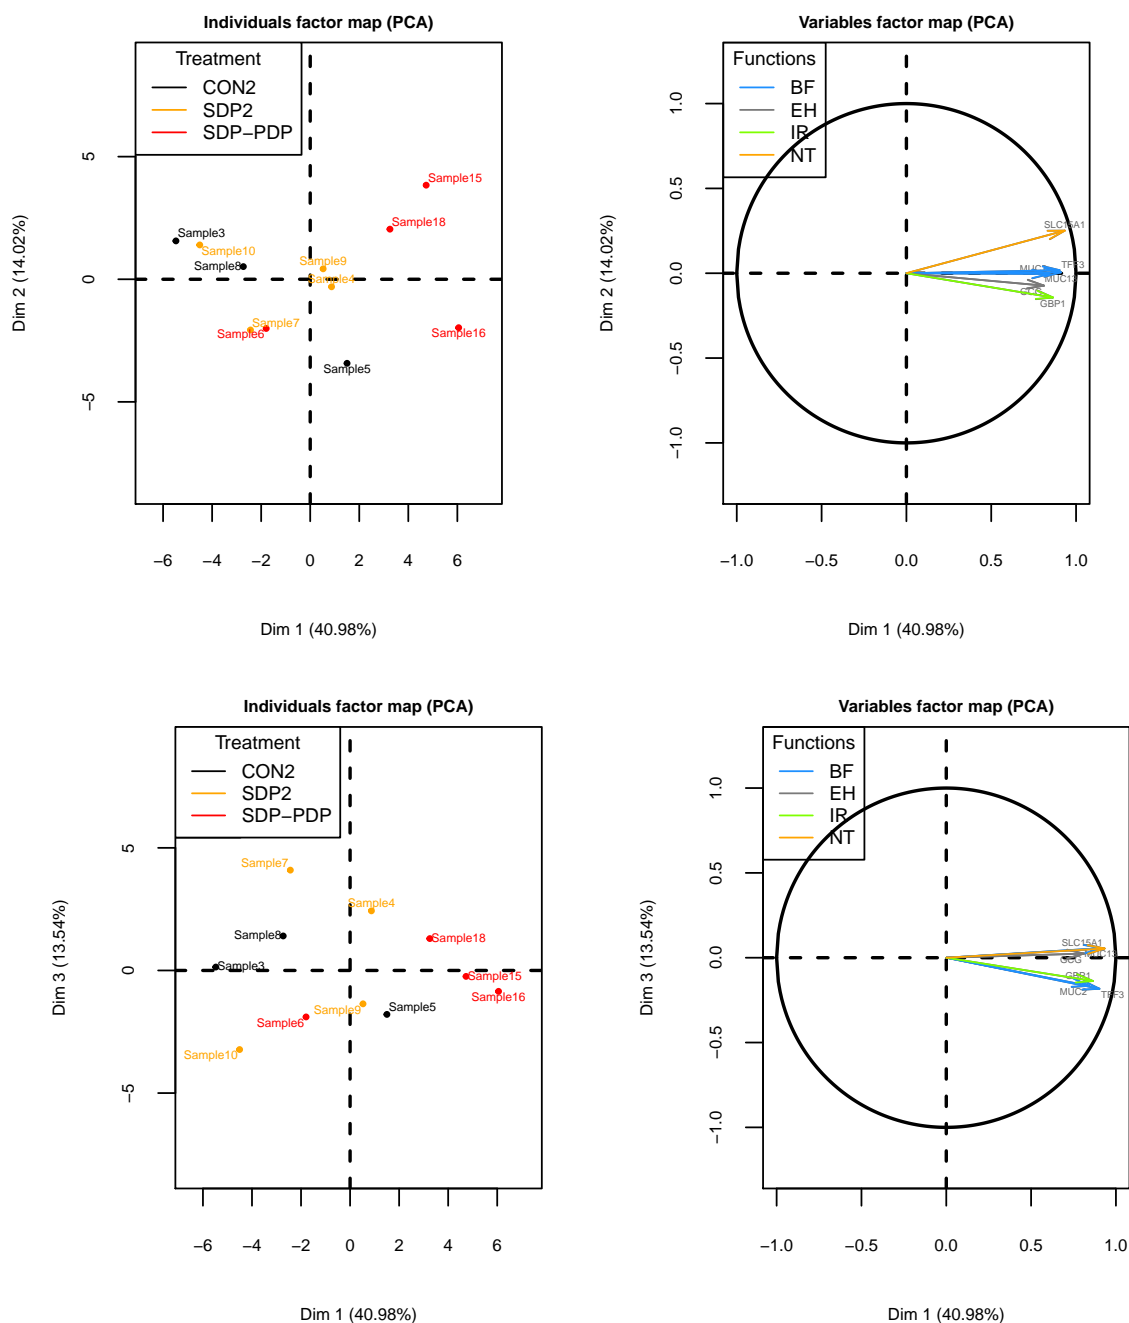 Individuals factor map (PCA)
Treatment
CON2
SDP2
SDP−PDP
Sample15
Sample18
Sample3
Sample10
Sample8
Sample9
Sample4
Sample7
Sample6
Sample16
Sample5
5
0
−5
Dim 2 (14.02%)
−6 −4 −2 0 2 4 6
Dim 1 (40.98%)
Variables factor map (PCA)
Functions
BF
EH
IR
NT
SLC15A1
TFF3
MUC13
GCG
GBP1
1.0
0.5
0.0
−0.5
−1.0
Dim 2 (14.02%)
−1.0 −0.5 0.0 0.5 1.0
Dim 1 (40.98%)
Individuals factor map (PCA)
Treatment
CON2
SDP2
SDP−PDP
Sample7
Sample4
Sample8
Sample18
Sample3
Sample15
Sample16
Sample9
Sample5
Sample6
Sample10
5
0
−5
Dim 3 (13.54%)
−6 −4 −2 0 2 4 6
Dim 1 (40.98%)
Variables factor map (PCA)
Functions
BF
EH
IR
NT
SLC15A1
MUC13
GCG
GBP1
MUC2
TFF3
1.0
0.5
0.0
−0.5
−1.0
Dim 3 (13.54%)
−1.0 −0.5 0.0 0.5 1.0
Dim 1 (40.98%)